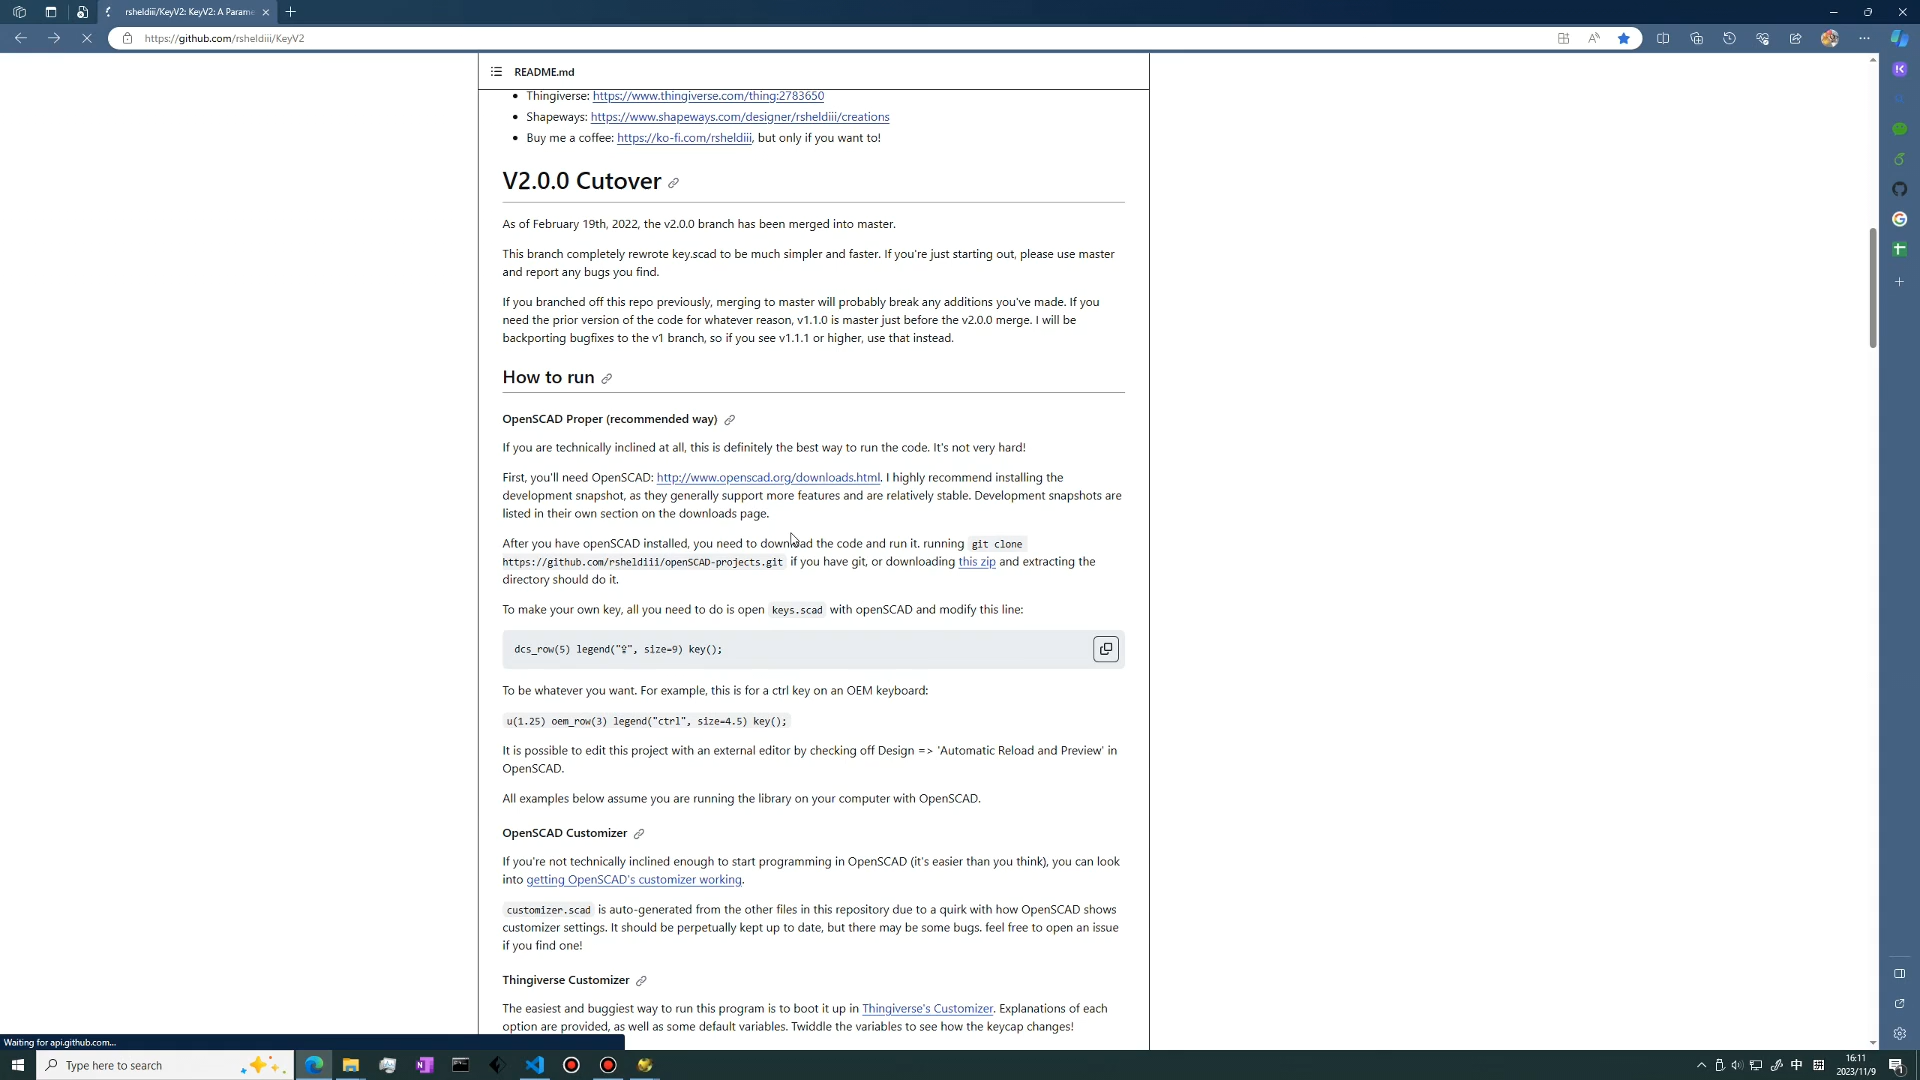 rsheldiii/KeyV2: KeyV2: A Parame
https://github.com/rsheldiii/KeyV2
README.md
Thingiverse: https://www.thingiverse.com/thing:2783650
Shapeways: https://www.shapeways.com/designer/rsheldiii/creations
Buy me a coffee: https://ko-fi.com/rsheldiii, but only if you want to!
V2.0.0 Cutover
As of February 19th, 2022, the v2.0.0 branch has been merged into master.
This branch completely rewrote key.scad to be much simpler and faster. If you're just starting out, please use master
and report any bugs you find.
If you branched off this repo previously, merging to master will probably break any additions you've made. If you
need the prior version of the code for whatever reason, v1.1.0 is master just before the v2.0.0 merge. I will be
backporting bugfixes to the v1 branch, so if you see v1.1.1 or higher, use that instead.
How to run
OpenSCAD Proper (recommended way)
If you are technically inclined at all, this is definitely the best way to run the code. It's not very hard!
First, you'll need OpenSCAD: http://www.openscad.org/downloads.html. I highly recommend installing the
development snapshot, as they generally support more features and are relatively stable. Development snapshots are
listed in their own section on the downloads page.
After you have openSCAD installed, you need to download the code and run it. running git clone
https://github.com/rsheldiii/openSCAD-projects.git if you have git, or downloading this zip and extracting the
directory should do it.
To make your own key, all you need to do is open keys.scad with openSCAD and modify this line:
dcs_row(5) legend("⇪", size=9) key();
To be whatever you want. For example, this is for a ctrl key on an OEM keyboard:
u(1.25) oem_row(3) legend("ctrl", size=4.5) key();
It is possible to edit this project with an external editor by checking off Design => 'Automatic Reload and Preview' in
OpenSCAD.
All examples below assume you are running the library on your computer with OpenSCAD.
OpenSCAD Customizer
If you're not technically inclined enough to start programming in OpenSCAD (it's easier than you think), you can look
into getting OpenSCAD's customizer working.
customizer.scad is auto-generated from the other files in this repository due to a quirk with how OpenSCAD shows
customizer settings. It should be perpetually kept up to date, but there may be some bugs. feel free to open an issue
if you find one!
Thingiverse Customizer
The easiest and buggiest way to run this program is to boot it up in Thingiverse's Customizer. Explanations of each
option are provided, as well as some default variables. Twiddle the variables to see how the keycap changes!
Waiting for api.github.com...
Type here to search
中
16:11
2023/11/9